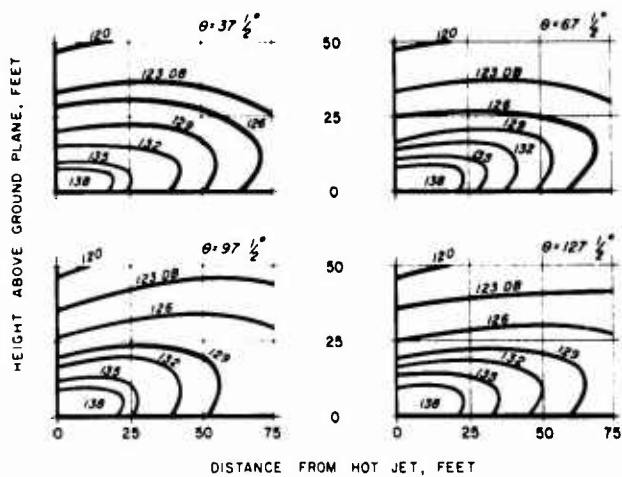 θ = 37 1/2°
120
123 DB
126
129
132
135
138
50
25
0
θ = 67 1/2°
120
123 DB
126
129
132
135
138
HEIGHT ABOVE GROUND PLANE, FEET
θ = 97 1/2°
120
123 DB
126
129
132
135
138
0 25 50 75
50
25
0
θ = 127 1/2°
120
123 DB
126
129
132
135
138
0 25 50 75
DISTANCE FROM HOT JET, FEET